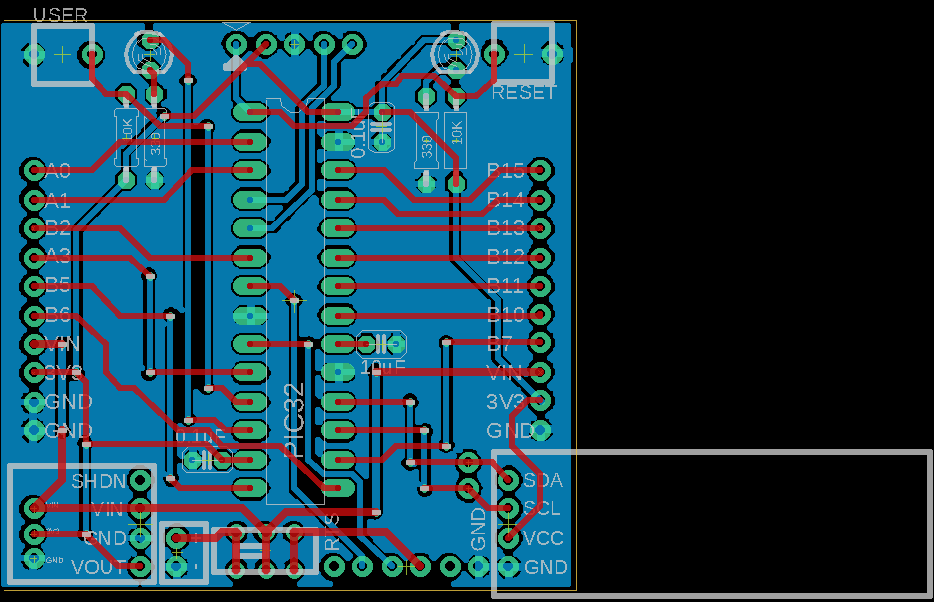 USER
RESET
10K
330
0.1uF
330
10K
A0
A1
B2
A3
B5
B6
VIN
3V3
GND
GND
B15
B14
B13
B12
B11
B10
B7
VIN
3V3
GND
10uF
PIC32
0.1uF
SHDN
VIN
GND
VOUT
VIN
GND
+
-
GND
SDA
SCL
VCC
GND